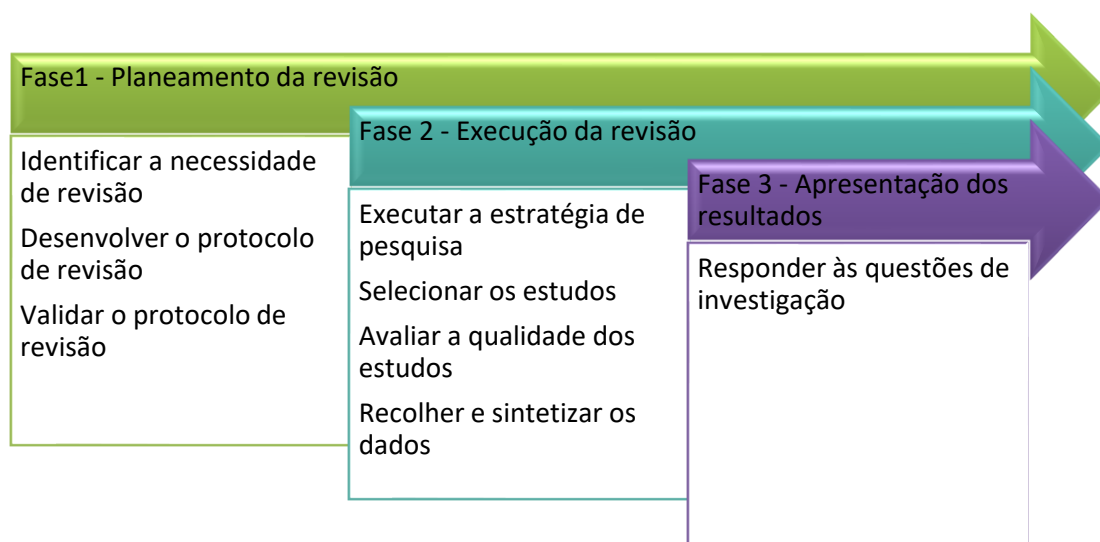 Fase1 - Planeamento da revisão
Identificar a necessidade
de revisão
Desenvolver o protocolo
de revisão
Validar o protocolo de
revisão
Fase 2 - Execução da revisão
Executar a estratégia de
pesquisa
Selecionar os estudos
Avaliar a qualidade dos
estudos
Recolher e sintetizar os
dados
Fase 3 - Apresentação dos
resultados
Responder às questões de
investigação